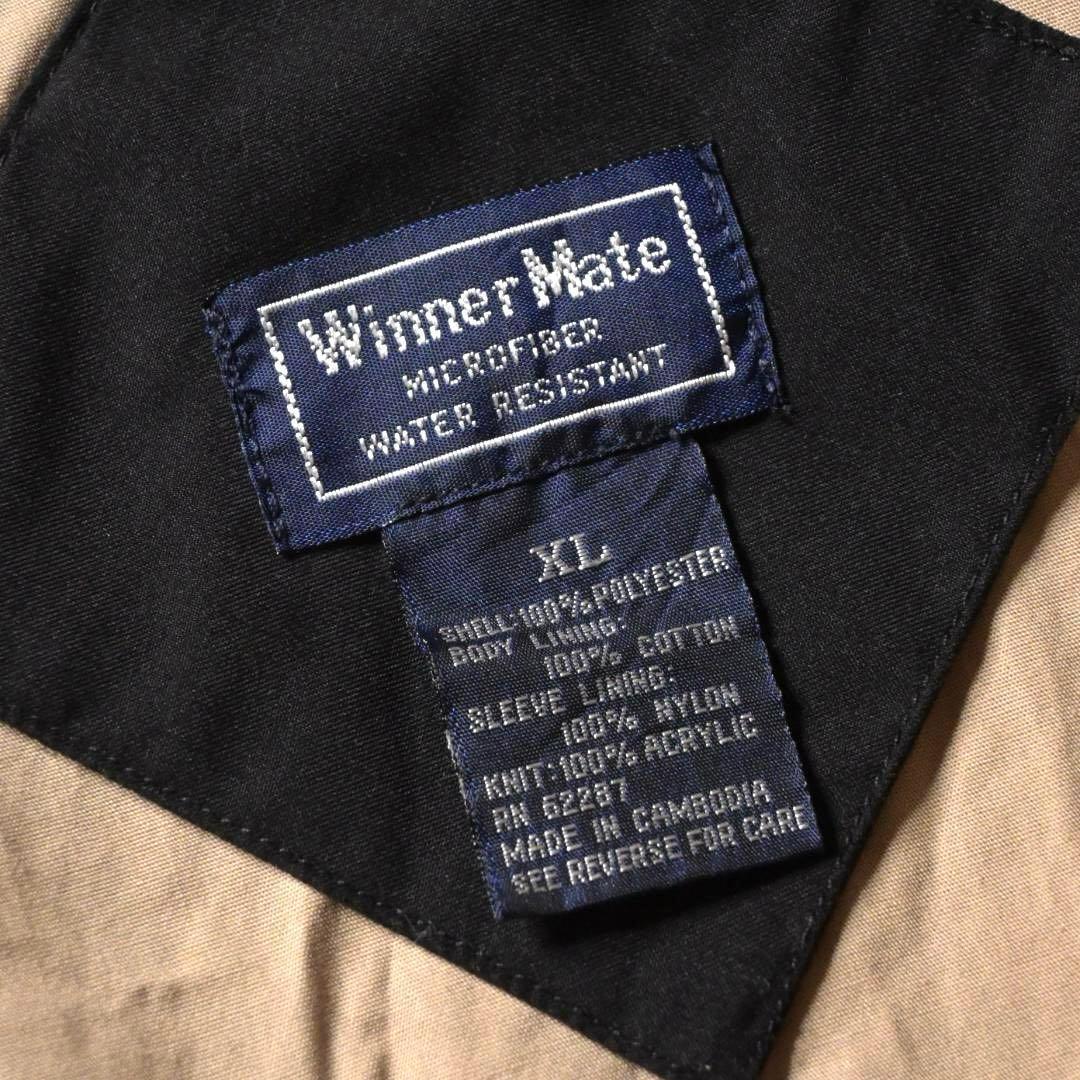 Winner Mate
MICROFIBER
WATER RESISTANT
XL
SHELL:100% POLYESTER
BODY LINING:
100% COTTON
SLEEVE LINING:
100% NYLON
KNIT:100% ACRYLIC
RN 62287
MADE IN CAMBODIA
SEE REVERSE FOR CARE